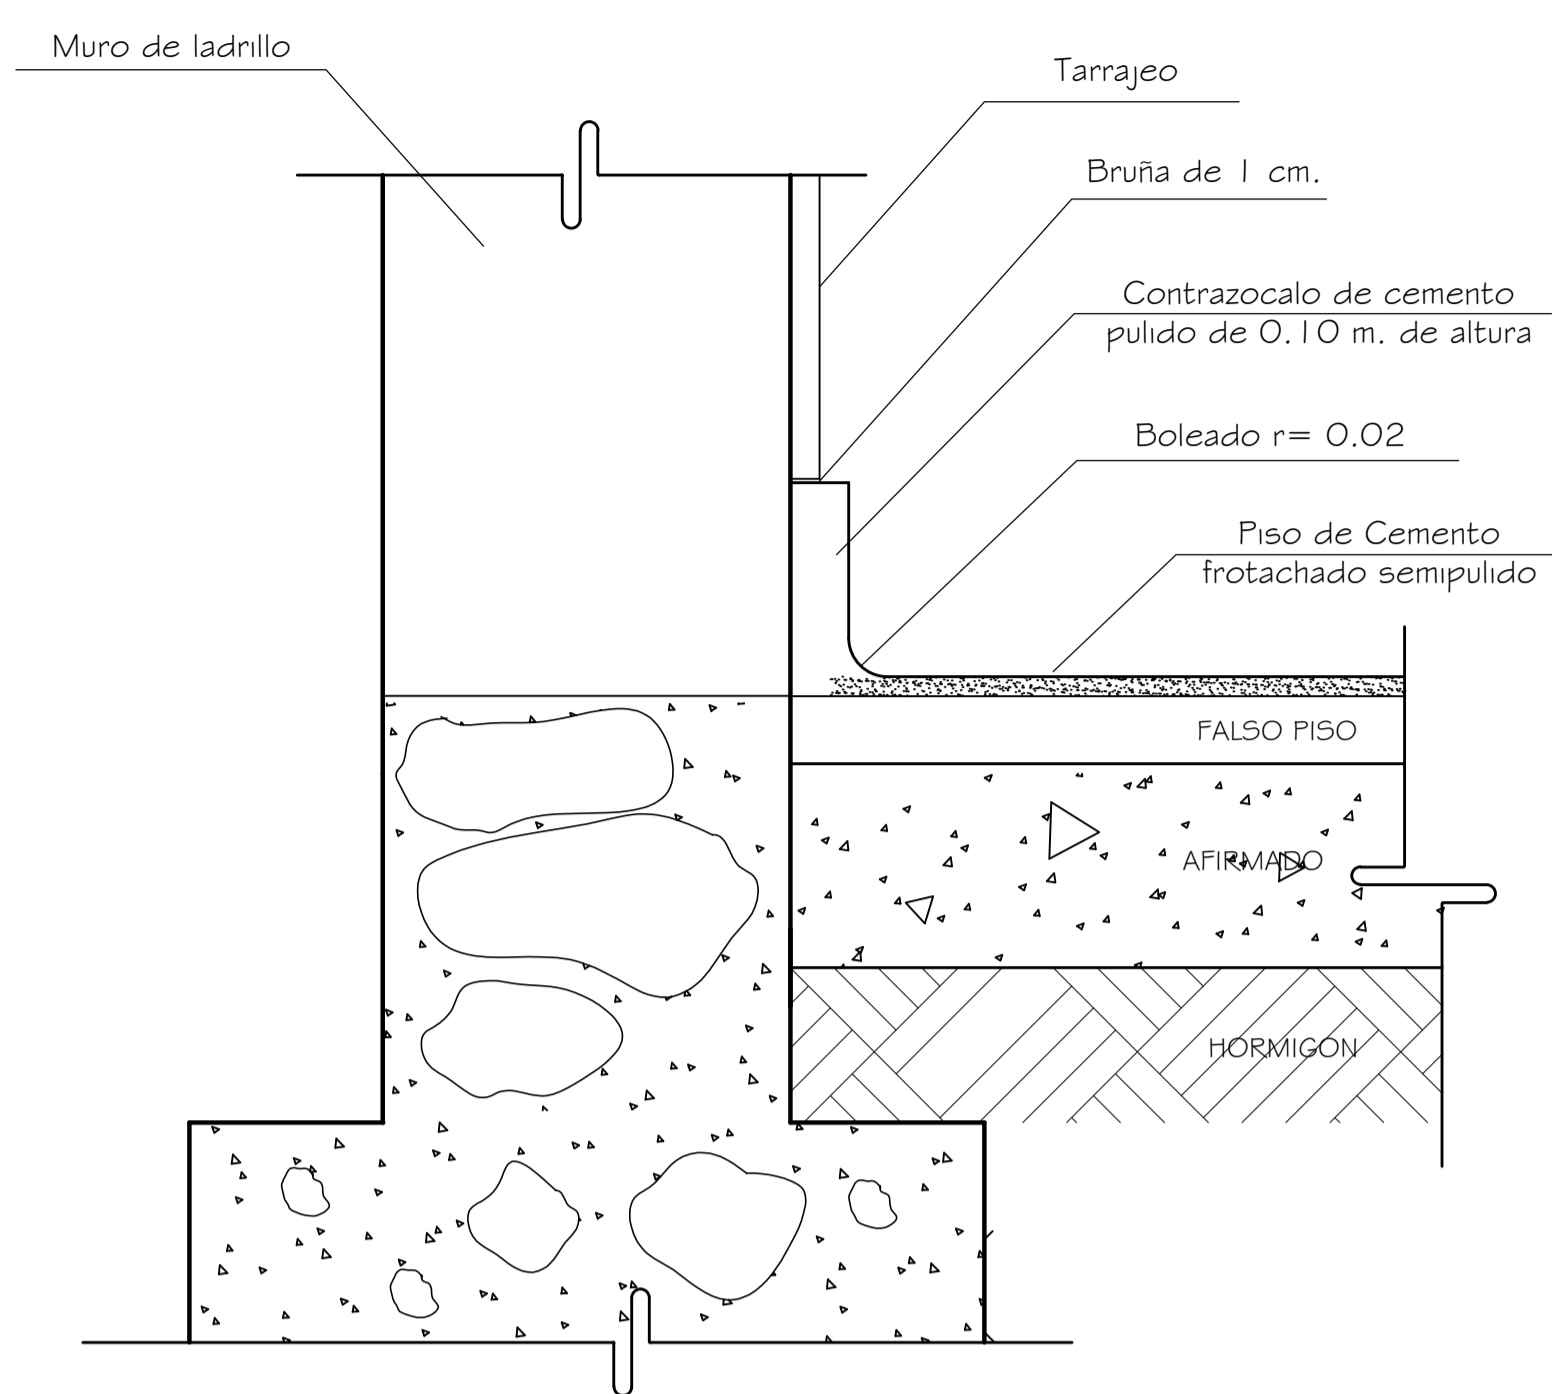 Muro de ladrillo
Tarrajeo
Bruña de 1 cm.
Contrazocalo de cemento
pulido de 0.10 m. de altura
Boleado r= 0.02
Piso de Cemento
frotachado semipulido
FALSO PISO
AFIRMADO
HORMIGÓN